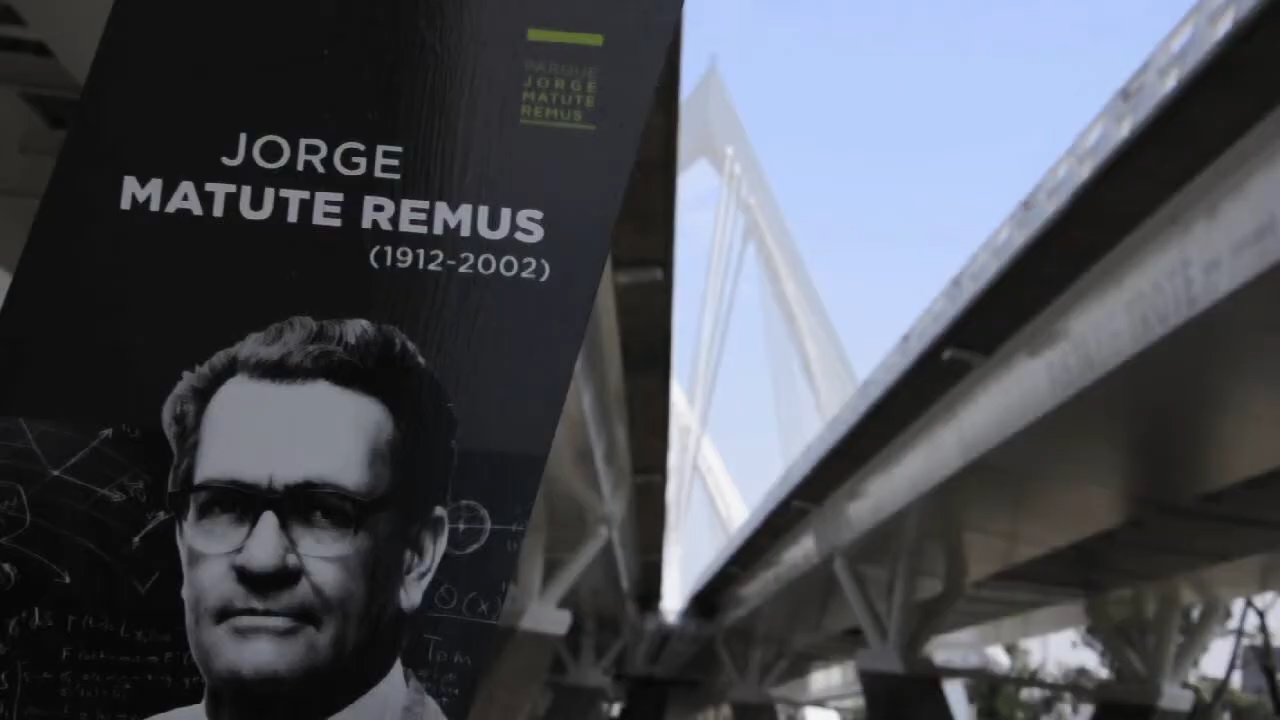 PARQUE
JORGE
MATUTE
REMUS
JORGE
MATUTE REMUS
(1912-2002)
Θ(x)